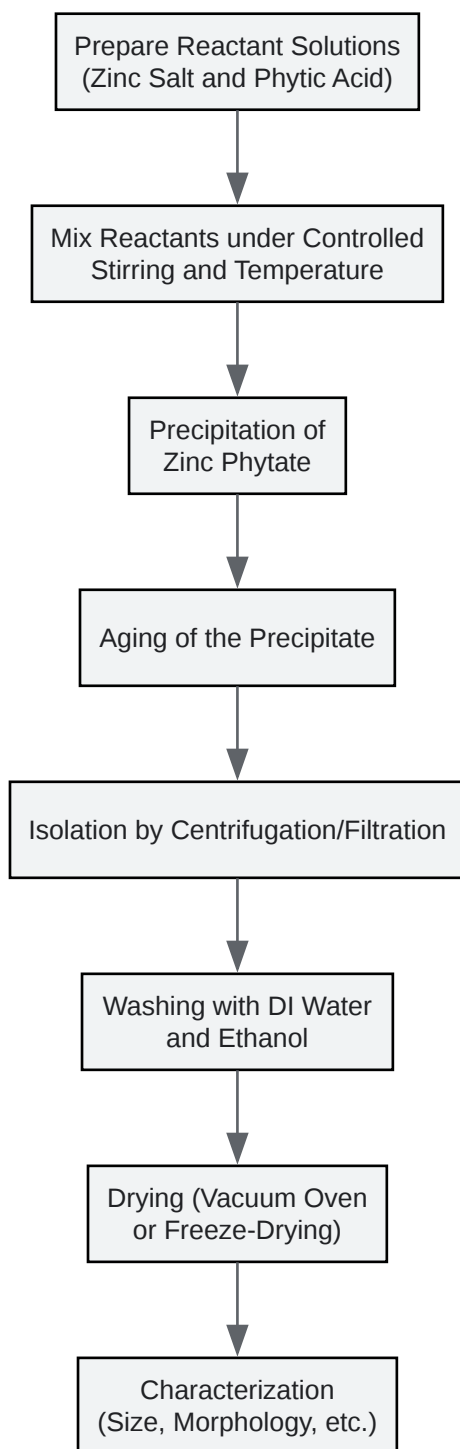 Prepare Reactant Solutions
(Zinc Salt and Phytic Acid)
Mix Reactants under Controlled
Stirring and Temperature
Precipitation of
Zinc Phytate
Aging of the Precipitate
Isolation by Centrifugation/Filtration
Washing with DI Water
and Ethanol
Drying (Vacuum Oven
or Freeze-Drying)
Characterization
(Size, Morphology, etc.)